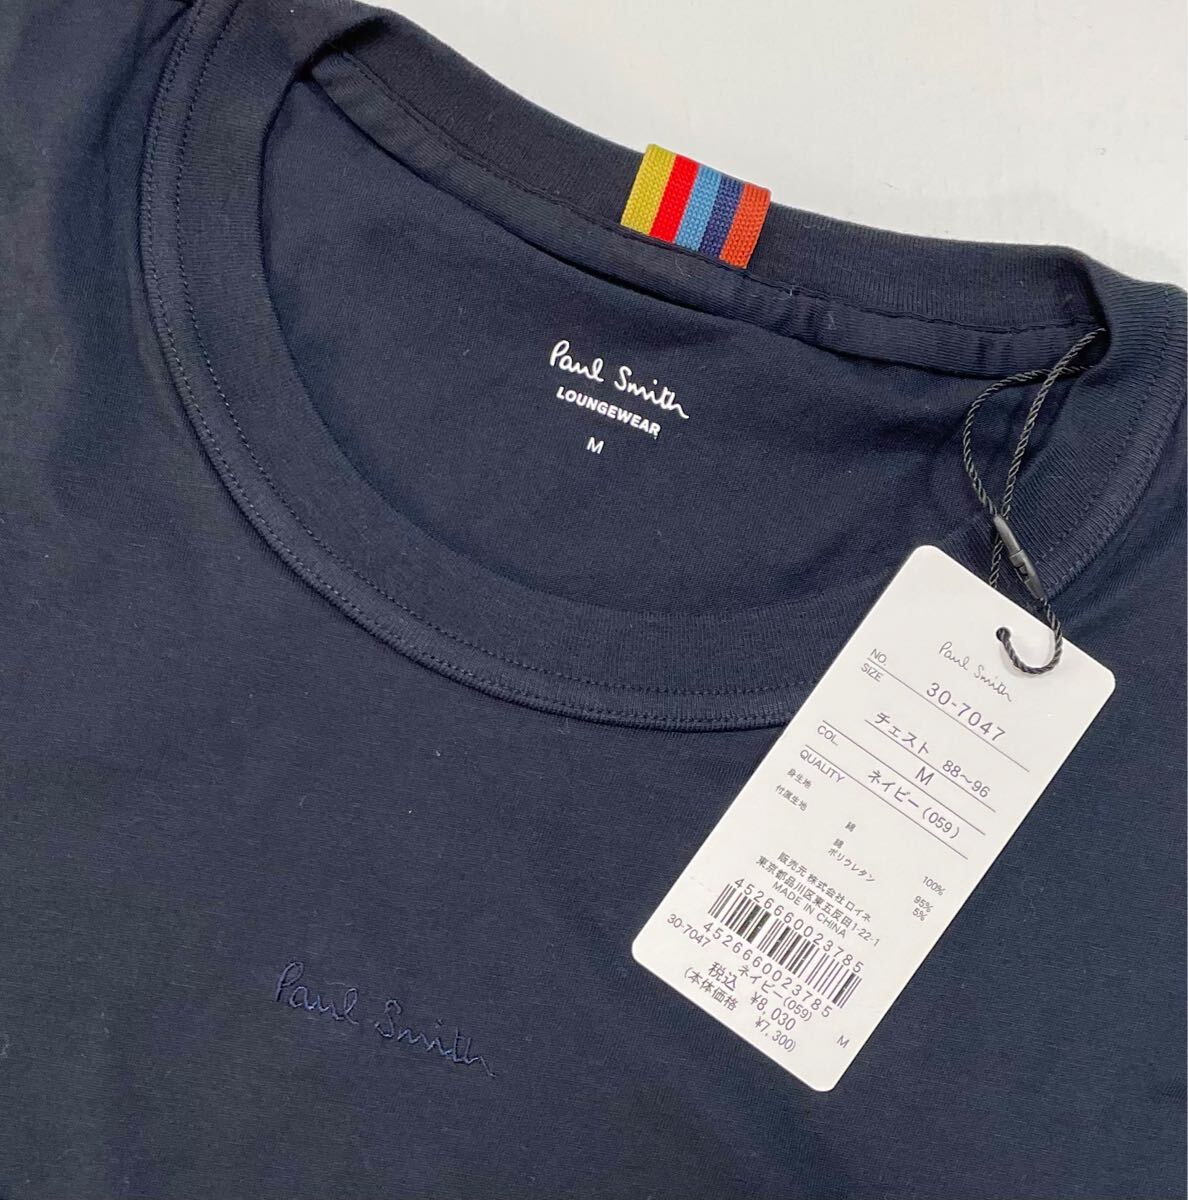 Paul Smith
LOUNGEWEAR
M
Paul Smith
NO. 30-7047
SIZE
チェスト 88～96
M
COL. ネイビー(059)
QUALITY
身生地 綿 100%
付属生地 綿 95%
ポリウレタン 5%
販売元 株式会社ロイネ
東京都品川区東五反田1-22-1
MADE IN CHINA
4526660023785
4526660023785
30-7047 ネイビー(059) M
税込 ¥8,030
(本体価格 ¥7,300)
Paul Smith